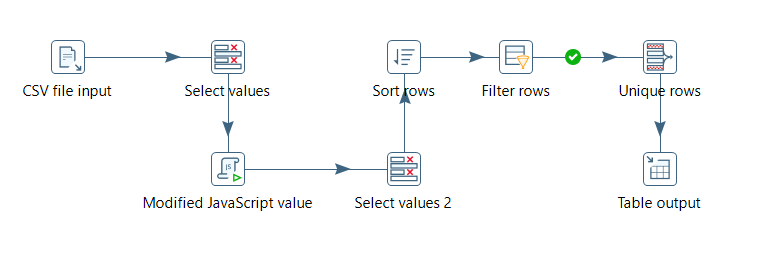 CSV file input
Select values
Sort rows
Filter rows
Unique rows
JS
Modified JavaScript value
Select values 2
Table output